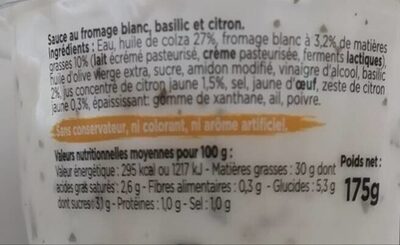 Sauce au fromage blanc, basilic et citron.
Ingrédients : Eau, huile de colza 27%, fromage blanc à 3,2% de matières
grasses 10% (lait écrémé pasteurisé, crème pasteurisée, ferments lactiques),
huile d'olive vierge extra, sucre, amidon modifié, vinaigre d'alcool, basilic
2%, jus concentré de citron jaune 1,5%, sel, jaune d'œuf, zeste de citron
jaune 0,3%, épaississant: gomme de xanthane, ail, poivre.
Sans conservateur, ni colorant, ni arôme artificiel.
Valeurs nutritionnelles moyennes pour 100 g :
Valeur énergétique : 295 kcal ou 1217 kJ - Matières grasses : 30 g dont
acides gras saturés : 2,6 g - Fibres alimentaires : 0,3 g - Glucides : 5,3 g
dont sucres : 3,1 g - Protéines : 1,0 g - Sel : 1,0 g
Poids net :
175g